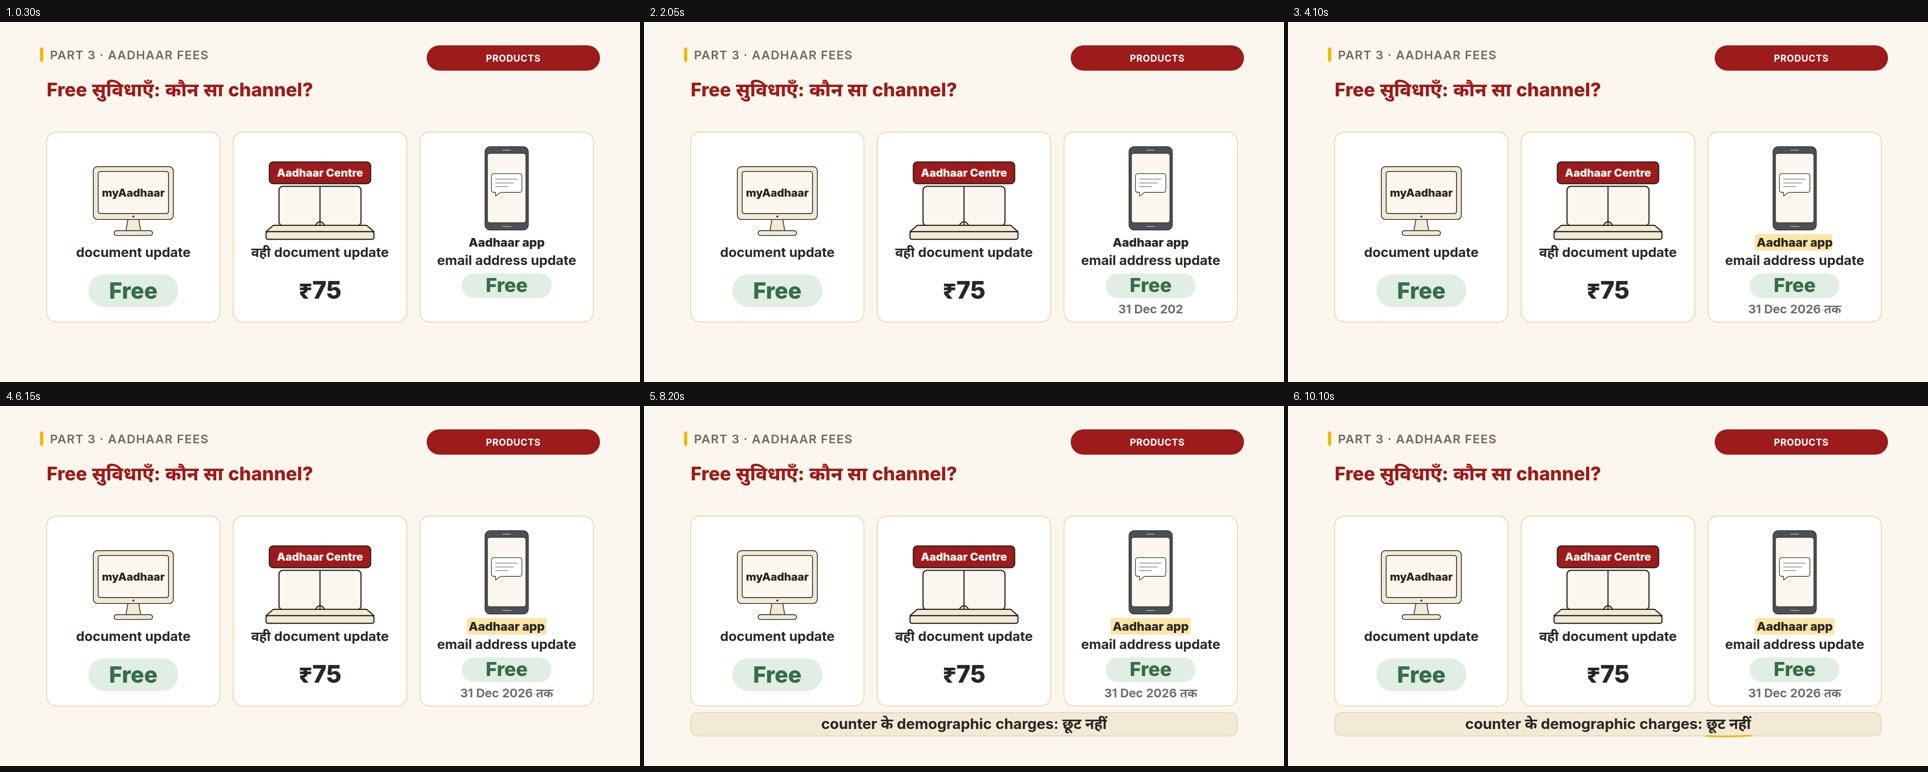 1. 0.30s
PART 3 · AADHAAR FEES
PRODUCTS
Free सुविधाएँ: कौन सा channel?
myAadhaar
document update
Free
Aadhaar Centre
वही document update
₹75
Aadhaar app
email address update
Free
2. 2.05s
PART 3 · AADHAAR FEES
PRODUCTS
Free सुविधाएँ: कौन सा channel?
myAadhaar
document update
Free
Aadhaar Centre
वही document update
₹75
Aadhaar app
email address update
Free
31 Dec 202
3. 4.10s
PART 3 · AADHAAR FEES
PRODUCTS
Free सुविधाएँ: कौन सा channel?
myAadhaar
document update
Free
Aadhaar Centre
वही document update
₹75
Aadhaar app
email address update
Free
31 Dec 2026 तक
4. 6.15s
PART 3 · AADHAAR FEES
PRODUCTS
Free सुविधाएँ: कौन सा channel?
myAadhaar
document update
Free
Aadhaar Centre
वही document update
₹75
Aadhaar app
email address update
Free
31 Dec 2026 तक
5. 8.20s
PART 3 · AADHAAR FEES
PRODUCTS
Free सुविधाएँ: कौन सा channel?
myAadhaar
document update
Free
Aadhaar Centre
वही document update
₹75
Aadhaar app
email address update
Free
31 Dec 2026 तक
counter के demographic charges: छूट नहीं
6. 10.10s
PART 3 · AADHAAR FEES
PRODUCTS
Free सुविधाएँ: कौन सा channel?
myAadhaar
document update
Free
Aadhaar Centre
वही document update
₹75
Aadhaar app
email address update
Free
31 Dec 2026 तक
counter के demographic charges: छूट नहीं